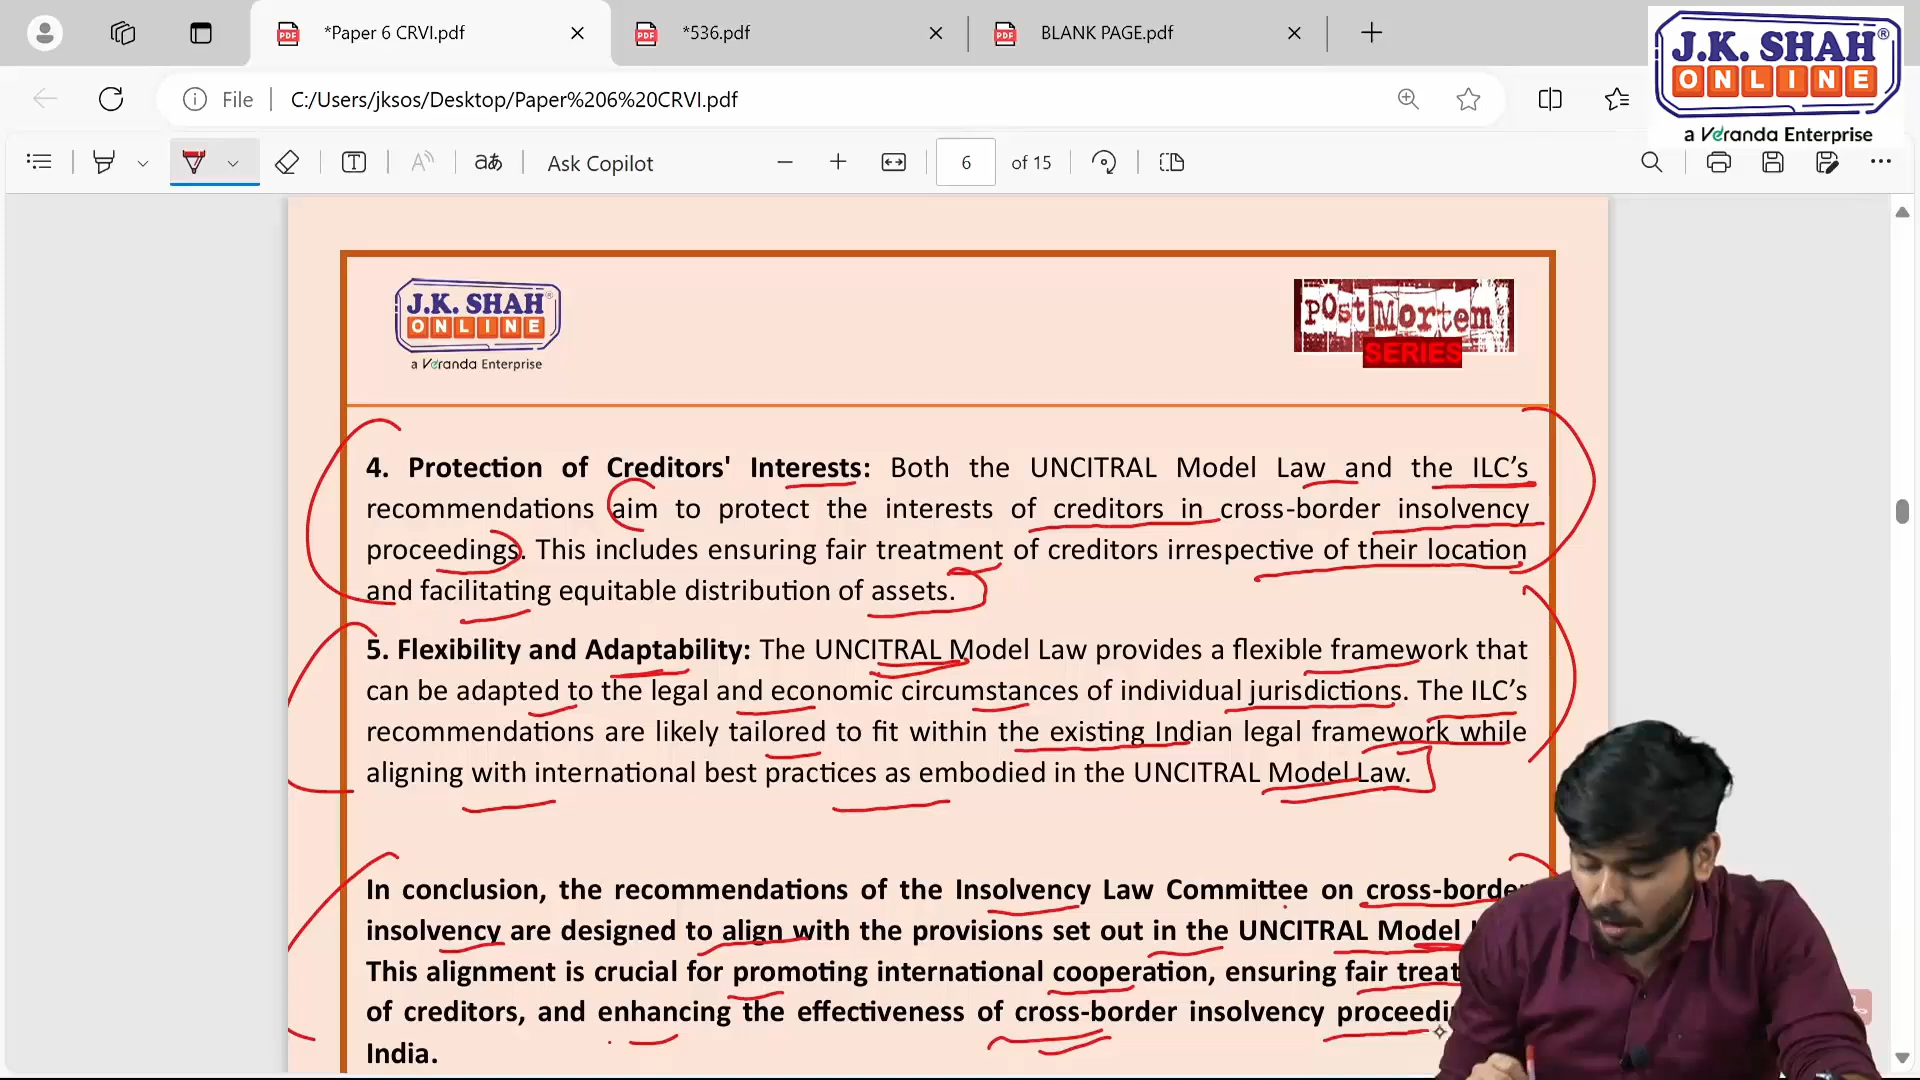 *Paper 6 CRVI.pdf
*536.pdf
BLANK PAGE.pdf
J.K. SHAH®
ONLINE
a Veranda Enterprise
File
C:/Users/jksos/Desktop/Paper%206%20CRVI.pdf
Ask Copilot
6
of 15
J.K. SHAH®
ONLINE
a Veranda Enterprise
Post Mortem
SERIES
4. Protection of Creditors' Interests: Both the UNCITRAL Model Law and the ILC’s
recommendations aim to protect the interests of creditors in cross-border insolvency
proceedings. This includes ensuring fair treatment of creditors irrespective of their location
and facilitating equitable distribution of assets.
5. Flexibility and Adaptability: The UNCITRAL Model Law provides a flexible framework that
can be adapted to the legal and economic circumstances of individual jurisdictions. The ILC’s
recommendations are likely tailored to fit within the existing Indian legal framework while
aligning with international best practices as embodied in the UNCITRAL Model Law.
In conclusion, the recommendations of the Insolvency Law Committee on cross-border
insolvency are designed to align with the provisions set out in the UNCITRAL Model
This alignment is crucial for promoting international cooperation, ensuring fair
of creditors, and enhancing the effectiveness of cross-border insolvency
India.